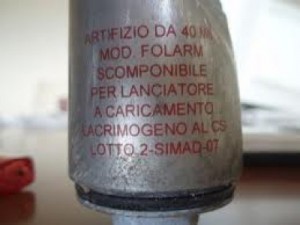 ARTIFIZIO DA 40 M
MOD. FOLARM
SCOMPONIBILE
PER LANCIATORE
A CARICAMENTO
LACRIMOGENO AL CS
LOTTO 2-SIMAD-07